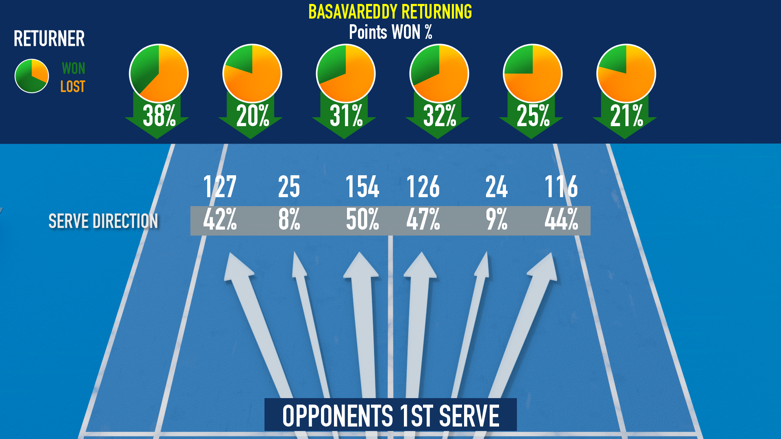 BASAVAREDDY RETURNING
Points WON %
RETURNER
WON
LOST
38% 20% 31% 32% 25% 21%
127 25 154 126 24 116
SERVE DIRECTION 42% 8% 50% 47% 9% 44%
OPPONENTS 1ST SERVE